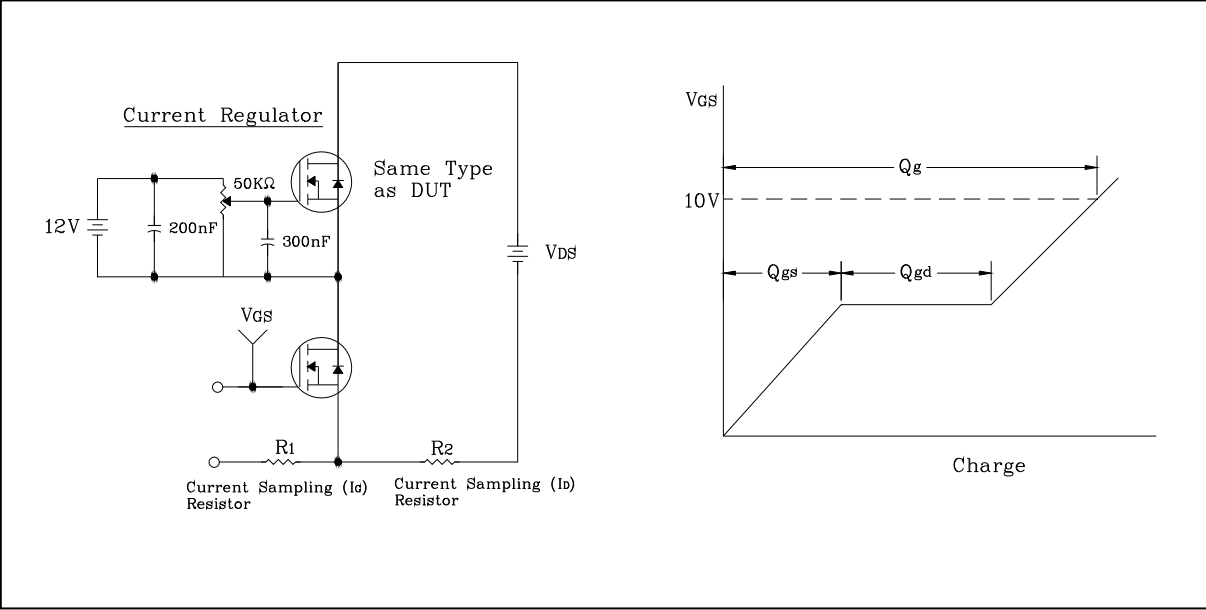 Current Regulator
Same Type
as DUT
50KΩ
12V
200nF
300nF
VDS
VGS
R1
R2
Current Sampling (IG)
Resistor
Current Sampling (ID)
Resistor
VGS
Qg
10V
Qgs
Qgd
Charge